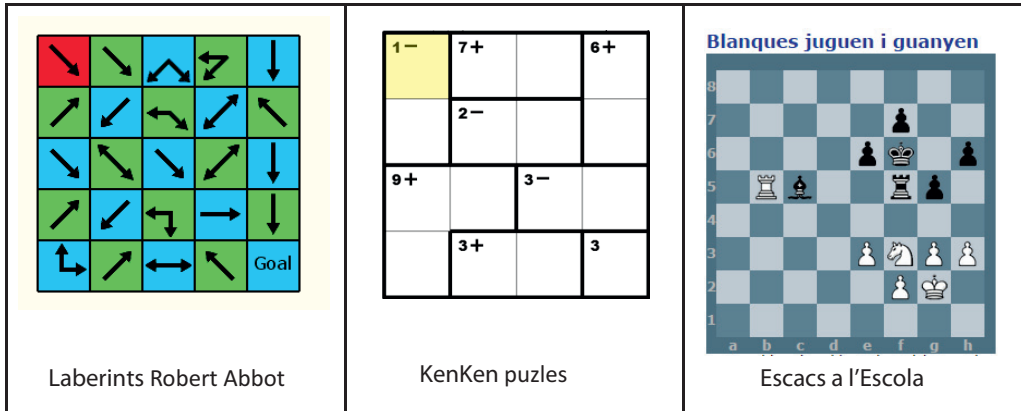 Goal
Laberints Robert Abbot
1−
7+
6+
2−
9+
3−
3+
3
KenKen puzles
Blanques juguen i guanyen
8
7
6
5
4
3
2
1
a b c d e f g h
Escacs a l’Escola